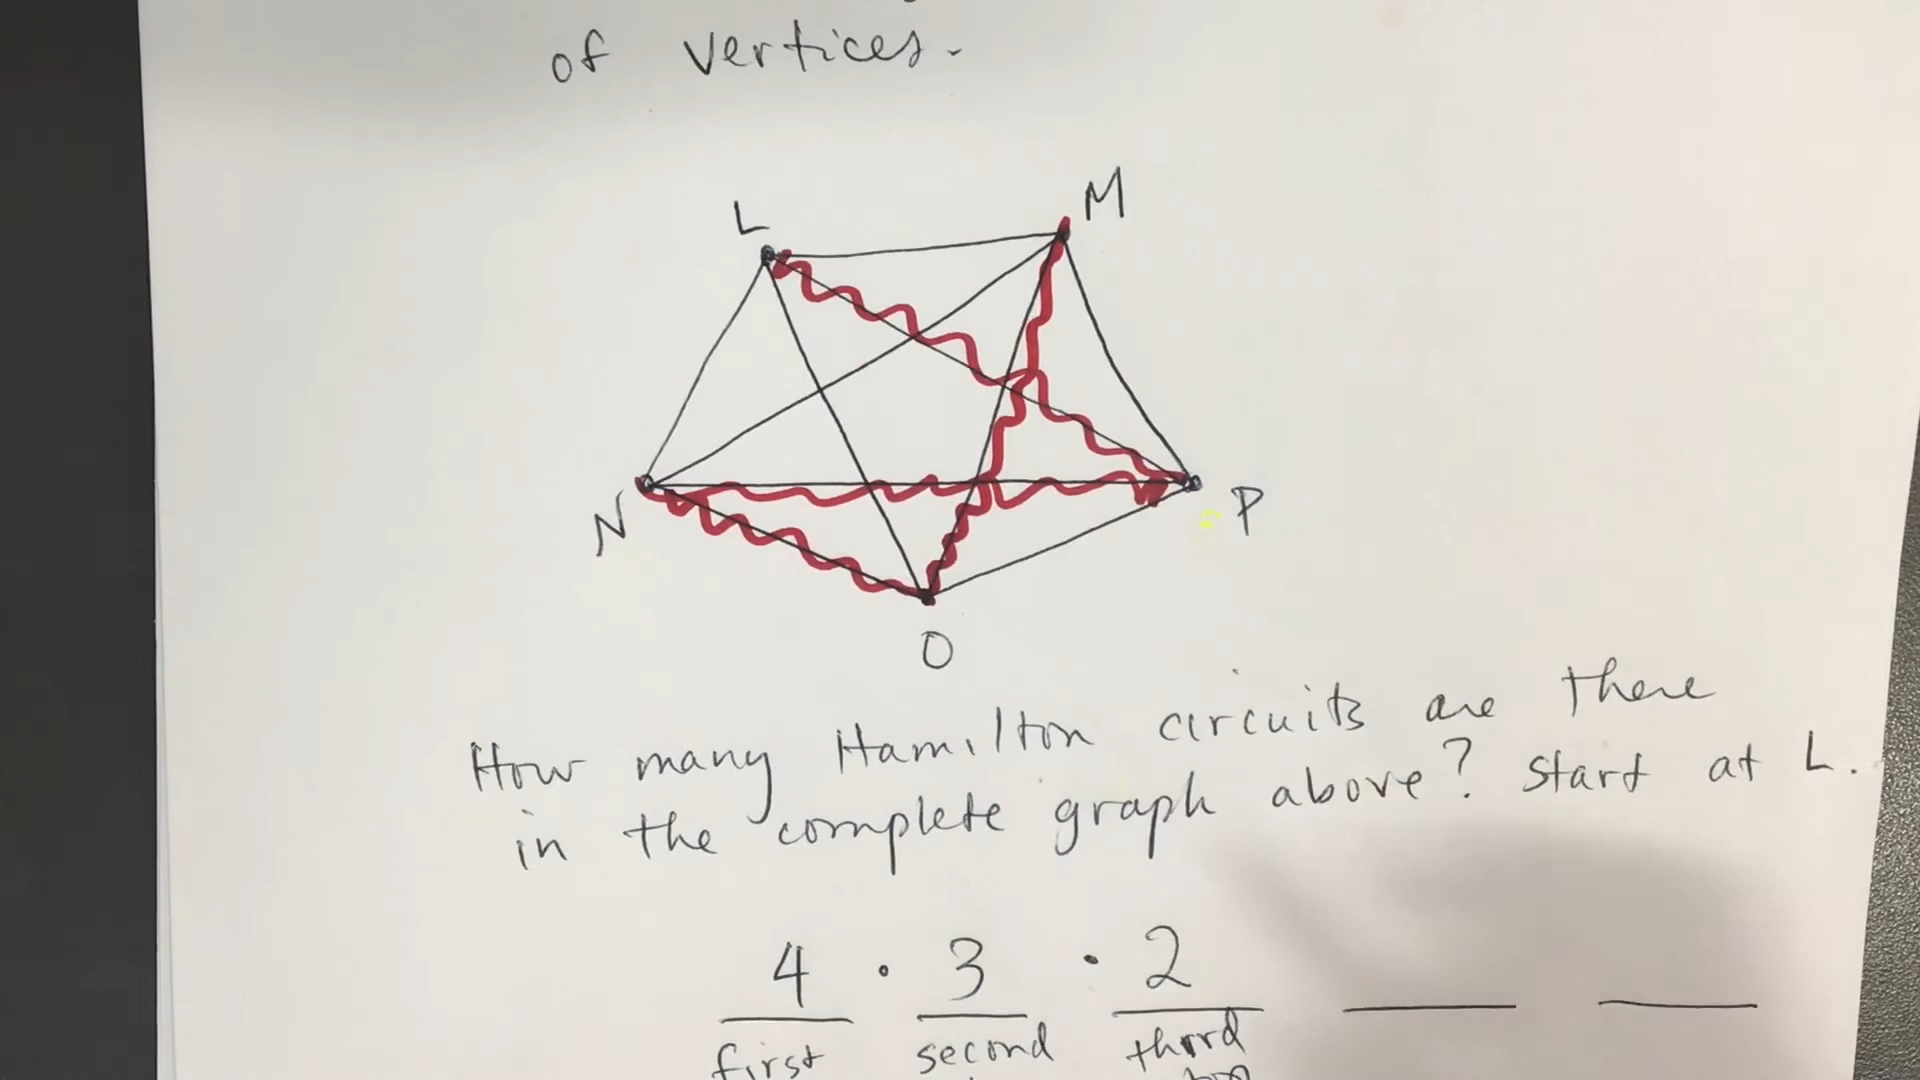 of vertices.
L
M
N
P
O
How many Hamilton circuits are there
in the complete graph above? Start at L.
4 · 3 · 2
first second third